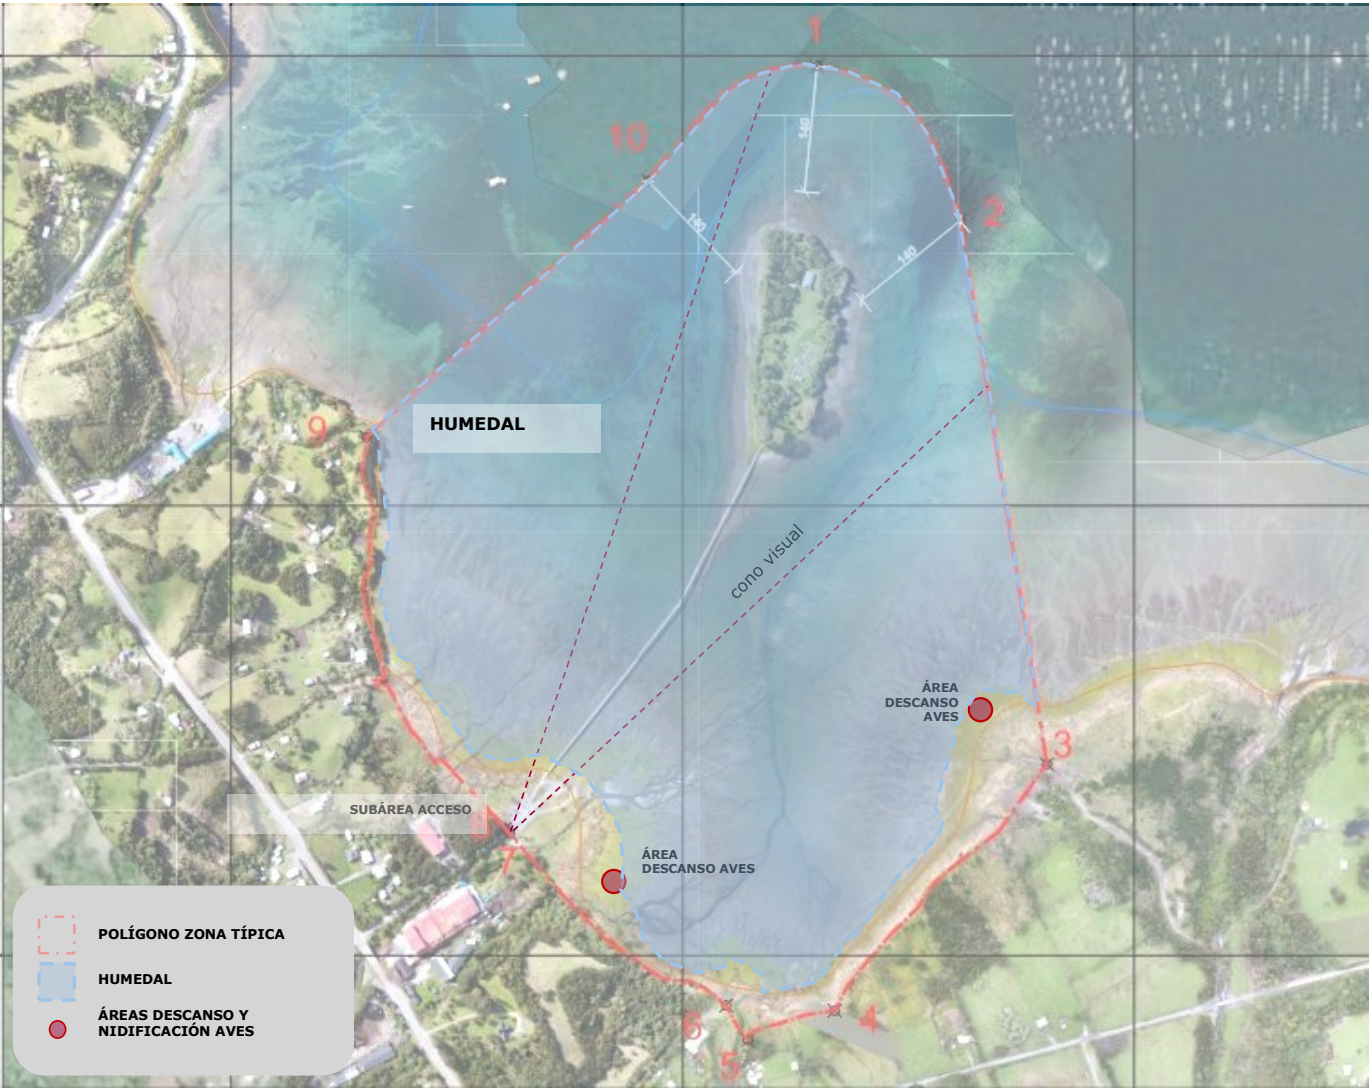 1
10
140
2
140
140
9
HUMEDAL
cono visual
ÁREA
DESCANSO
AVES
3
SUBÁREA ACCESO
7
ÁREA
DESCANSO AVES
6
4
5
POLÍGONO ZONA TÍPICA
HUMEDAL
ÁREAS DESCANSO Y
NIDIFICACIÓN AVES